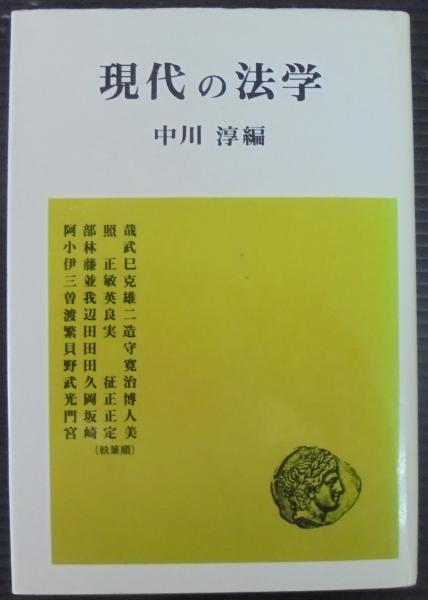 現代の法学
中川 淳編
阿部照哉
小林 武
伊藤正巳
三並敏克
曽我英雄
渡辺良二
繁田実造
貝田 守
野田 寛
武久征治
光岡正博
門坂正人
宮崎定美
(執筆順)